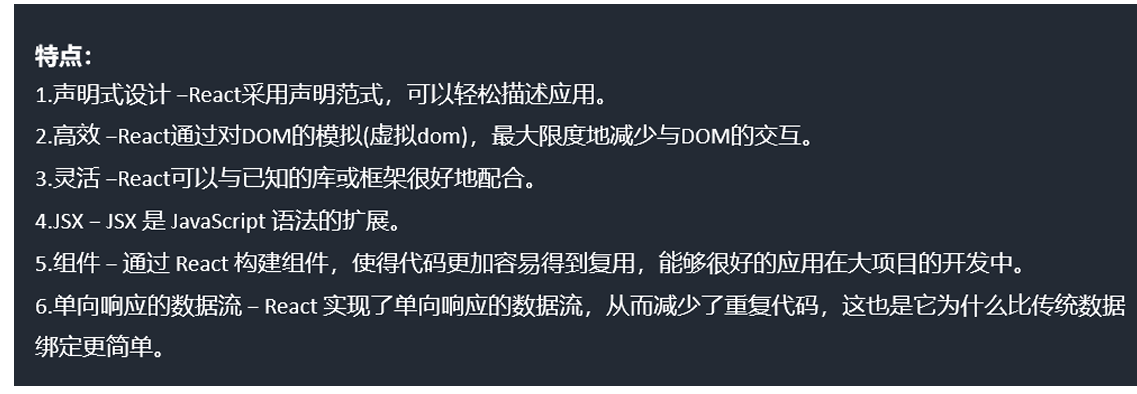 特点：
1.声明式设计 –React采用声明范式，可以轻松描述应用。
2.高效 –React通过对DOM的模拟(虚拟dom)，最大限度地减少与DOM的交互。
3.灵活 –React可以与已知的库或框架很好地配合。
4.JSX – JSX 是 JavaScript 语法的扩展。
5.组件 – 通过 React 构建组件，使得代码更加容易得到复用，能够很好的应用在大项目的开发中。
6.单向响应的数据流 – React 实现了单向响应的数据流，从而减少了重复代码，这也是它为什么比传统数据
绑定更简单。